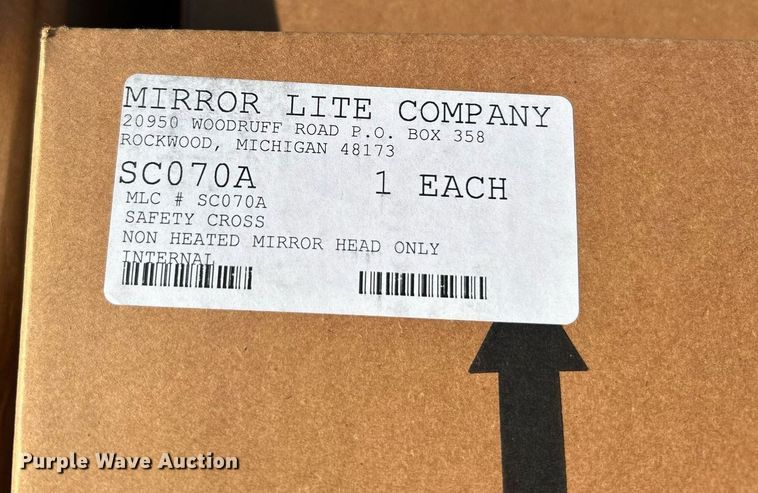 MIRROR LITE COMPANY
20950 WOODRUFF ROAD P.O. BOX 358
ROCKWOOD, MICHIGAN 48173
SC070A 1 EACH
MLC # SC070A
SAFETY CROSS
NON HEATED MIRROR HEAD ONLY
INTERNAL
Purple Wave Auction